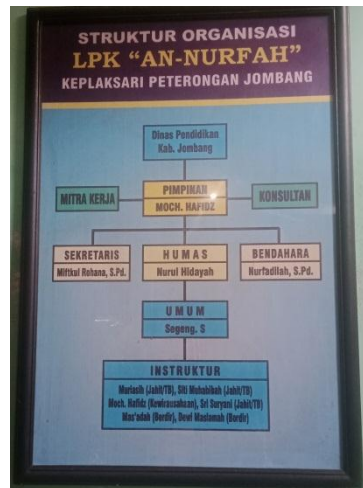 STRUKTUR ORGANISASI
LPK "AN-NURFAH"
KEPLAKSARI PETERONGAN JOMBANG
Dinas Pendidikan
Kab. Jombang
MITRA KERJA
PIMPINAN
MOCH. HAFIDZ
KONSULTAN
SEKRETARIS
Miftkul Rohana, S.Pd.
HUMAS
Nurul Hidayah
BENDAHARA
Nurfadilah, S.Pd.
UMUM
Sogeng. S
INSTRUKTUR
Muriasih (Jahit/TB), Siti Muhabibah (Jahit/TB)
Moch. Hafidz (Kewirausahaan), Sri Suryani (Jahit/TB)
Mas'adah (Bordir), Dewi Maslamah (Bordir)